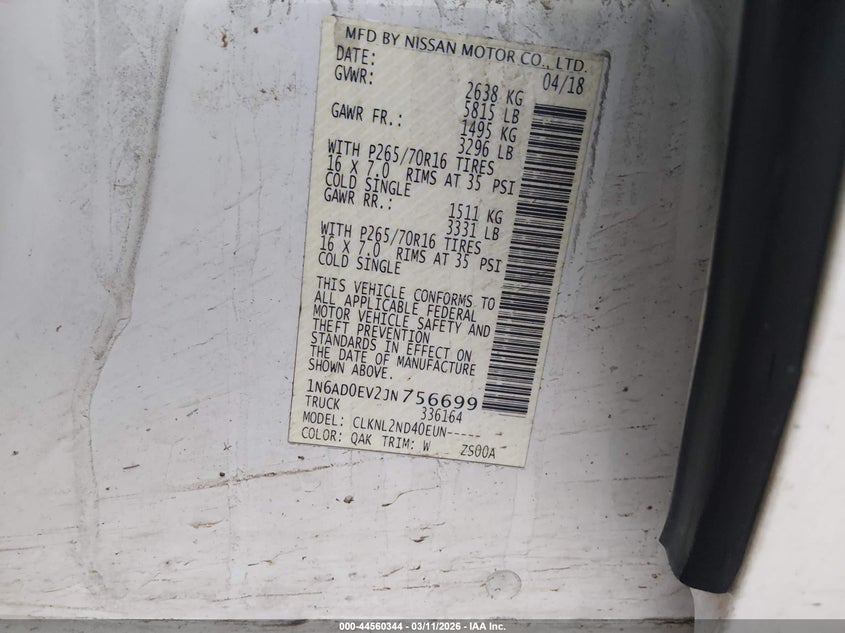 MFD BY NISSAN MOTOR CO., LTD.
DATE: 04/18
GVWR: 2638 KG
5815 LB
GAWR FR.: 1495 KG
3296 LB
WITH P265/70R16 TIRES
16 X 7.0 RIMS AT 35 PSI
COLD SINGLE
GAWR RR.: 1511 KG
3331 LB
WITH P265/70R16 TIRES
16 X 7.0 RIMS AT 35 PSI
COLD SINGLE
THIS VEHICLE CONFORMS TO
ALL APPLICABLE FEDERAL
MOTOR VEHICLE SAFETY AND
THEFT PREVENTION
STANDARDS IN EFFECT ON
THE DATE OF MANUFACTURE
SHOWN ABOVE.
1N6AD0EV2JN756699
TRUCK 336164
MODEL: CLKNL2ND40EUN-----
COLOR: QAK TRIM: W ZS00A
000-44560344 - 03/11/2026 - IAA Inc.